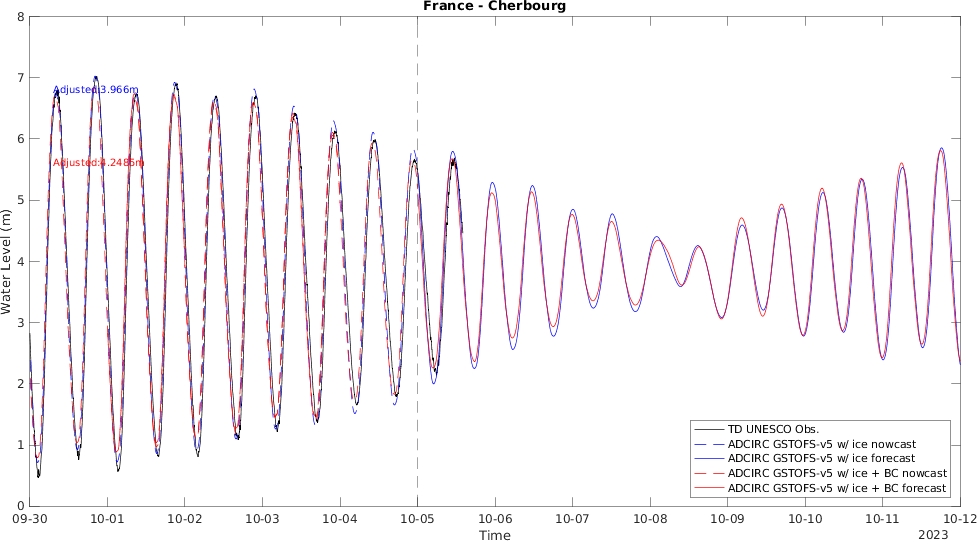 France - Cherbourg
8
7
6
5
4
3
2
1
0
Water Level (m)
Adjusted:3.966m
Adjusted:4.2485m
TD UNESCO Obs.
ADCIRC GSTOFS-v5 w/ ice nowcast
ADCIRC GSTOFS-v5 w/ ice forecast
ADCIRC GSTOFS-v5 w/ ice + BC nowcast
ADCIRC GSTOFS-v5 w/ ice + BC forecast
09-30 10-01 10-02 10-03 10-04 10-05 10-06 10-07 10-08 10-09 10-10 10-11 10-12
Time
2023